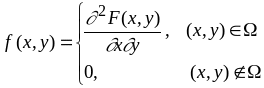 f(x,y) = { ∂²F(x,y) / ∂x∂y , (x,y)∈Ω
0, (x,y)∉Ω